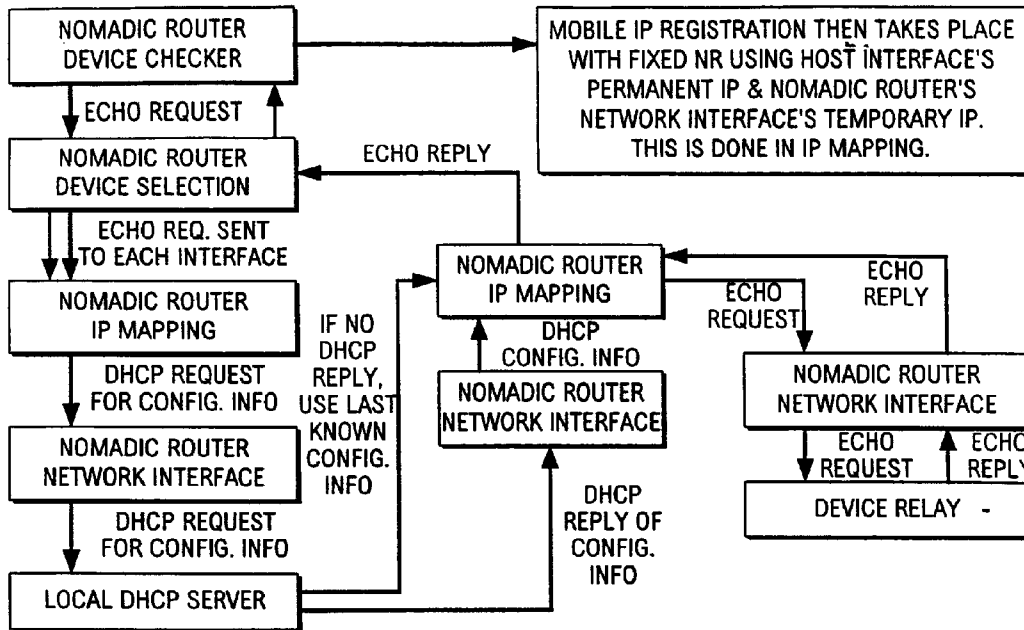 NOMADIC ROUTER
DEVICE CHECKER
MOBILE IP REGISTRATION THEN TAKES PLACE
WITH FIXED NR USING HOST INTERFACE'S
PERMANENT IP & NOMADIC ROUTER'S
NETWORK INTERFACE'S TEMPORARY IP.
THIS IS DONE IN IP MAPPING.
ECHO REQUEST
NOMADIC ROUTER
DEVICE SELECTION
ECHO REPLY
ECHO REQ. SENT
TO EACH INTERFACE
NOMADIC ROUTER
IP MAPPING
DHCP REQUEST
FOR CONFIG. INFO
NOMADIC ROUTER
NETWORK INTERFACE
DHCP REQUEST
FOR CONFIG. INFO
LOCAL DHCP SERVER
IF NO
DHCP
REPLY,
USE LAST
KNOWN
CONFIG.
INFO
NOMADIC ROUTER
IP MAPPING
DHCP
CONFIG. INFO
NOMADIC ROUTER
NETWORK INTERFACE
DHCP
REPLY OF
CONFIG.
INFO
ECHO
REQUEST
ECHO
REPLY
NOMADIC ROUTER
NETWORK INTERFACE
ECHO
REQUEST
ECHO
REPLY
DEVICE RELAY -